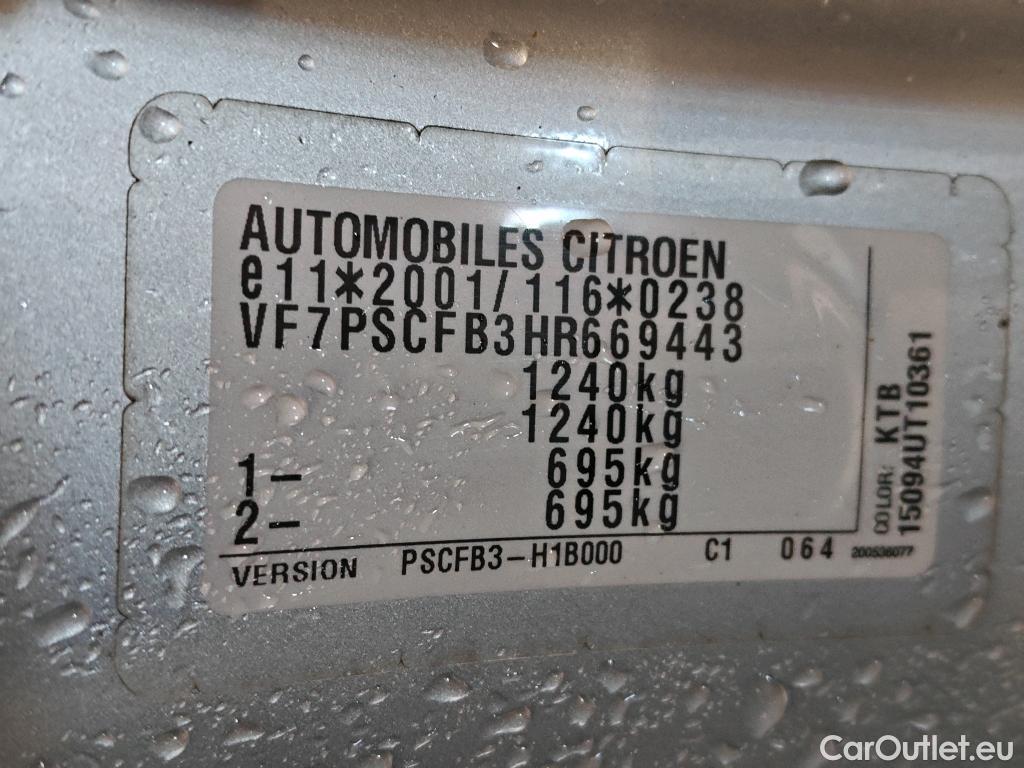 AUTOMOBILES CITROEN
e11*2001/116*0238
VF7PSCFB3HR669443
1240kg
1240kg
1- 695kg
2- 695kg
VERSION PSCFB3-H1B000 C1 064
COLOR: KTB
15094UT10361
200536077
CarOutlet.eu